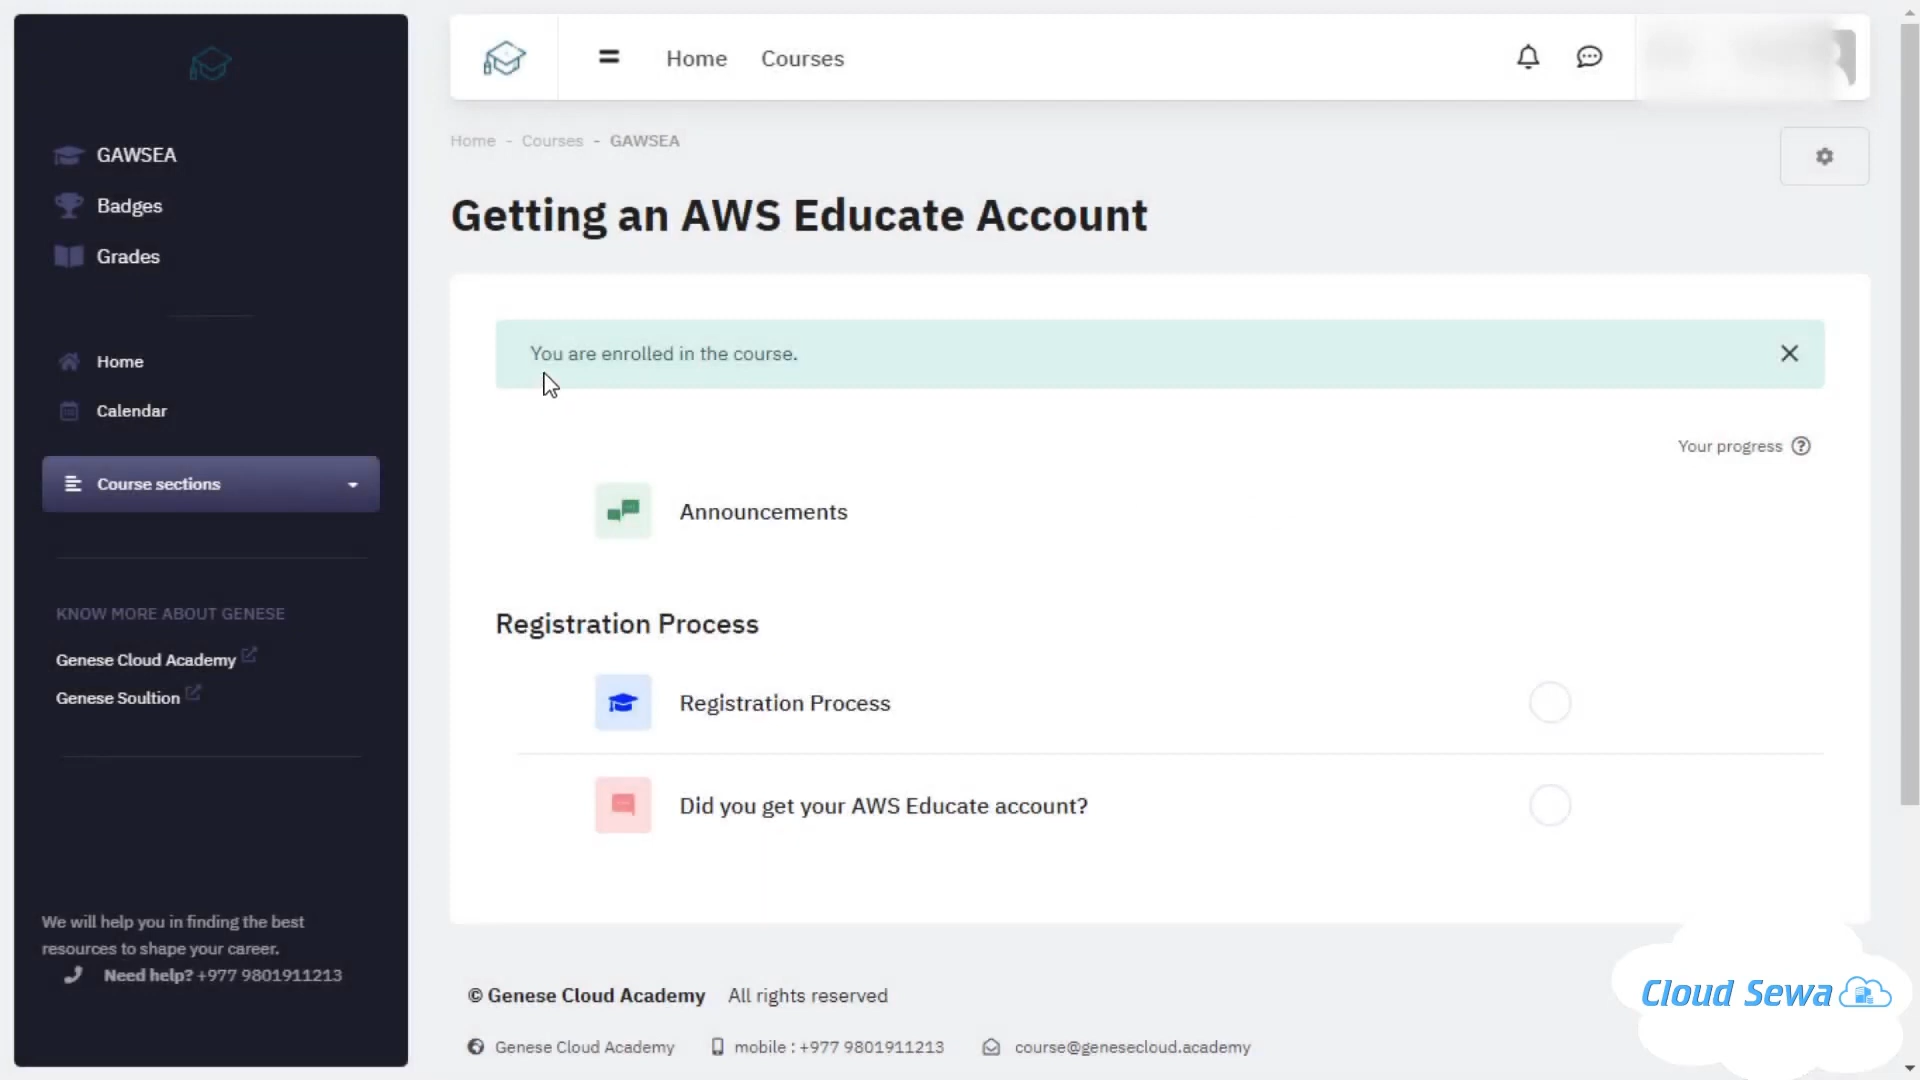 GAWSEA
Badges
Grades
Home
Calendar
Course sections
KNOW MORE ABOUT GENESE
Genese Cloud Academy
Genese Soultion
We will help you in finding the best
resources to shape your career.
Need help? +977 9801911213
Home Courses
Home - Courses - GAWSEA
Getting an AWS Educate Account
You are enrolled in the course.
Your progress
Announcements
Registration Process
Registration Process
Did you get your AWS Educate account?
© Genese Cloud Academy All rights reserved
Genese Cloud Academy mobile : +977 9801911213 course@genesecloud.academy
Cloud Sewa